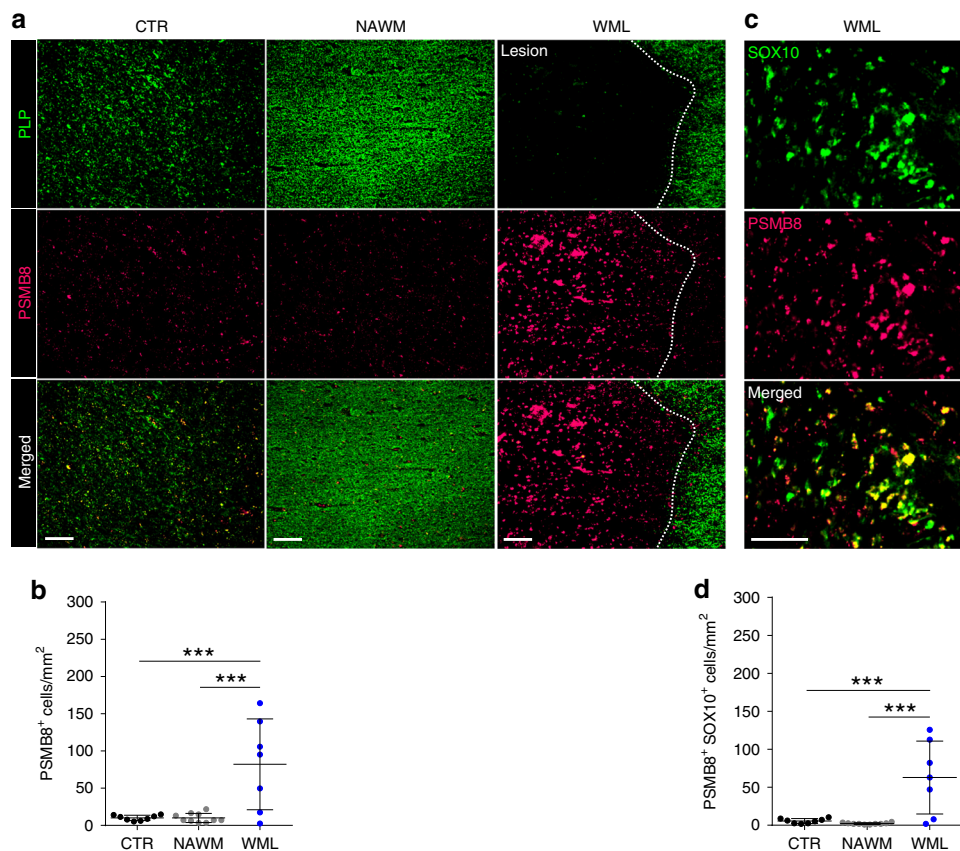 a
CTR
NAWM
WML
PLP
Lesion
PSMB8
Merged
c
WML
SOX10
PSMB8
Merged
b
PSMB8⁺ cells/mm²
300
250
200
150
100
50
0
***
***
CTR
NAWM
WML
d
PSMB8⁺ SOX10⁺ cells/mm²
300
250
200
150
100
50
0
***
***
CTR
NAWM
WML